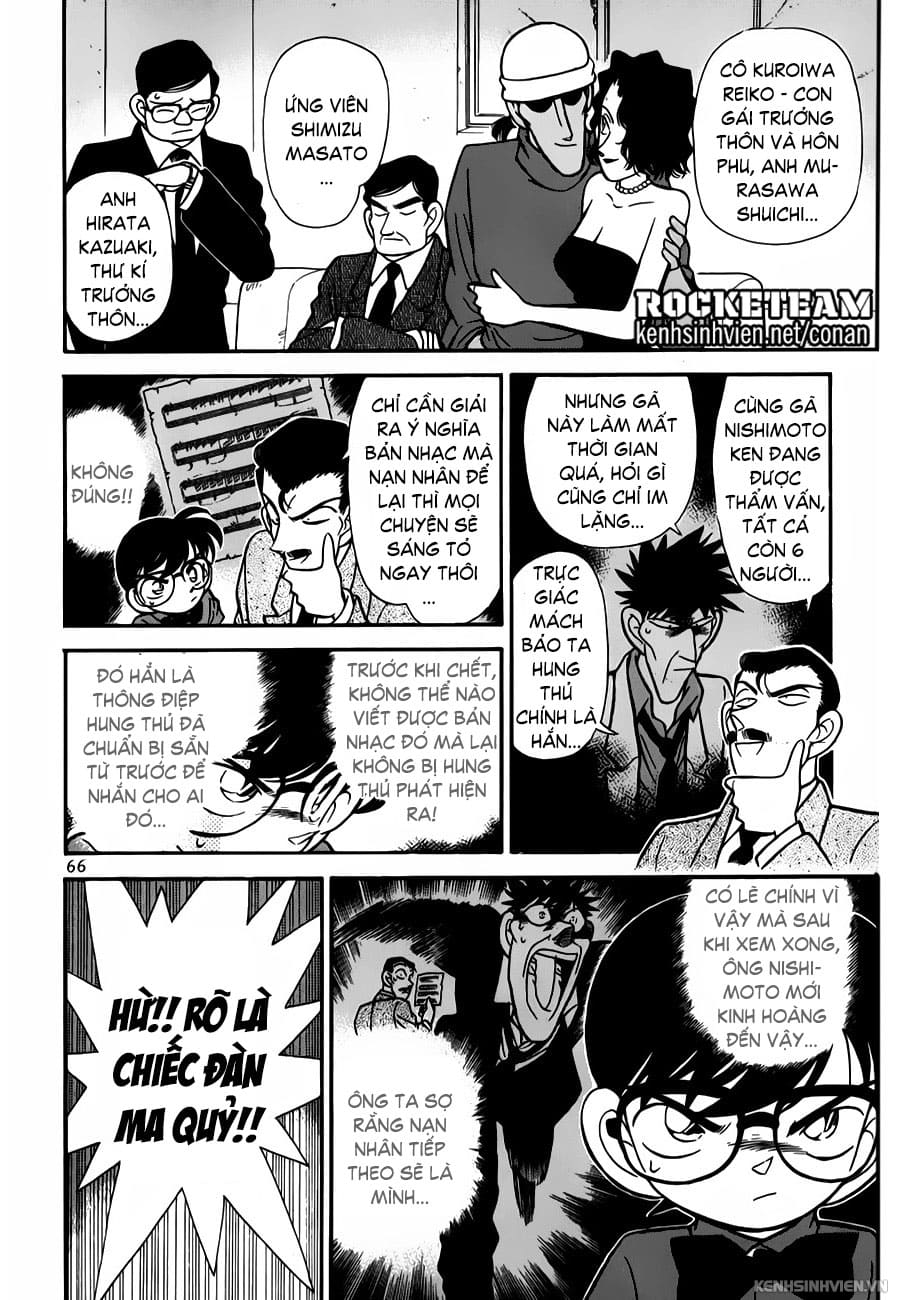 CÔ KUROIWA
REIKO - CON
GÁI TRƯỞNG
THÔN VÀ HÔN
PHU, ANH MU-
RASAWA
SHUICHI...
ỨNG VIÊN
SHIMIZU
MASATO
...
ANH
HIRATA
KAZUAKI,
THƯ KÍ
TRƯỞNG
THÔN...
ROCKETEAM
kenhsinhvien.net/conan
CÙNG GÃ
NISHIMOTO
KEN ĐANG
ĐƯỢC
THẨM VẤN,
TẤT CẢ
CÒN 6
NGƯỜI...
NHƯNG GÃ
NÀY LÀM MẤT
THỜI GIAN
QUÁ, HỎI GÌ
CŨNG CHỈ IM
LẶNG...
TRỰC
GIÁC
MÁCH
BẢO TA
HUNG
THỦ
CHÍNH LÀ
HẮN...
CHỈ CẦN GIẢI
RA Ý NGHĨA
BẢN NHẠC MÀ
NẠN NHÂN ĐỂ
LẠI THÌ MỌI
CHUYỆN SẼ
SÁNG TỎ
NGAY THÔI
...
KHÔNG
ĐÚNG!!
TRƯỚC KHI CHẾT,
KHÔNG THỂ NÀO
VIẾT ĐƯỢC BẢN
NHẠC ĐÓ MÀ LẠI
KHÔNG BỊ HUNG
THỦ PHÁT HIỆN
RA!
ĐÓ HẲN LÀ
THÔNG ĐIỆP
HUNG THỦ ĐÃ
CHUẨN BỊ SẴN
TỪ TRƯỚC ĐỂ
NHẮN CHO AI
ĐÓ...
66
CÓ LẼ CHÍNH VÌ
VẬY MÀ SAU
KHI XEM XONG,
ÔNG NISHI-
MOTO MỚI
KINH HOÀNG
ĐẾN VẬY...
ÔNG TA SỢ
RẰNG NẠN
NHÂN TIẾP
THEO SẼ LÀ
MÌNH...
HỪ!! RÕ LÀ
CHIẾC ĐÀN
MA QUỶ!!
KENHSINHVIEN.VN